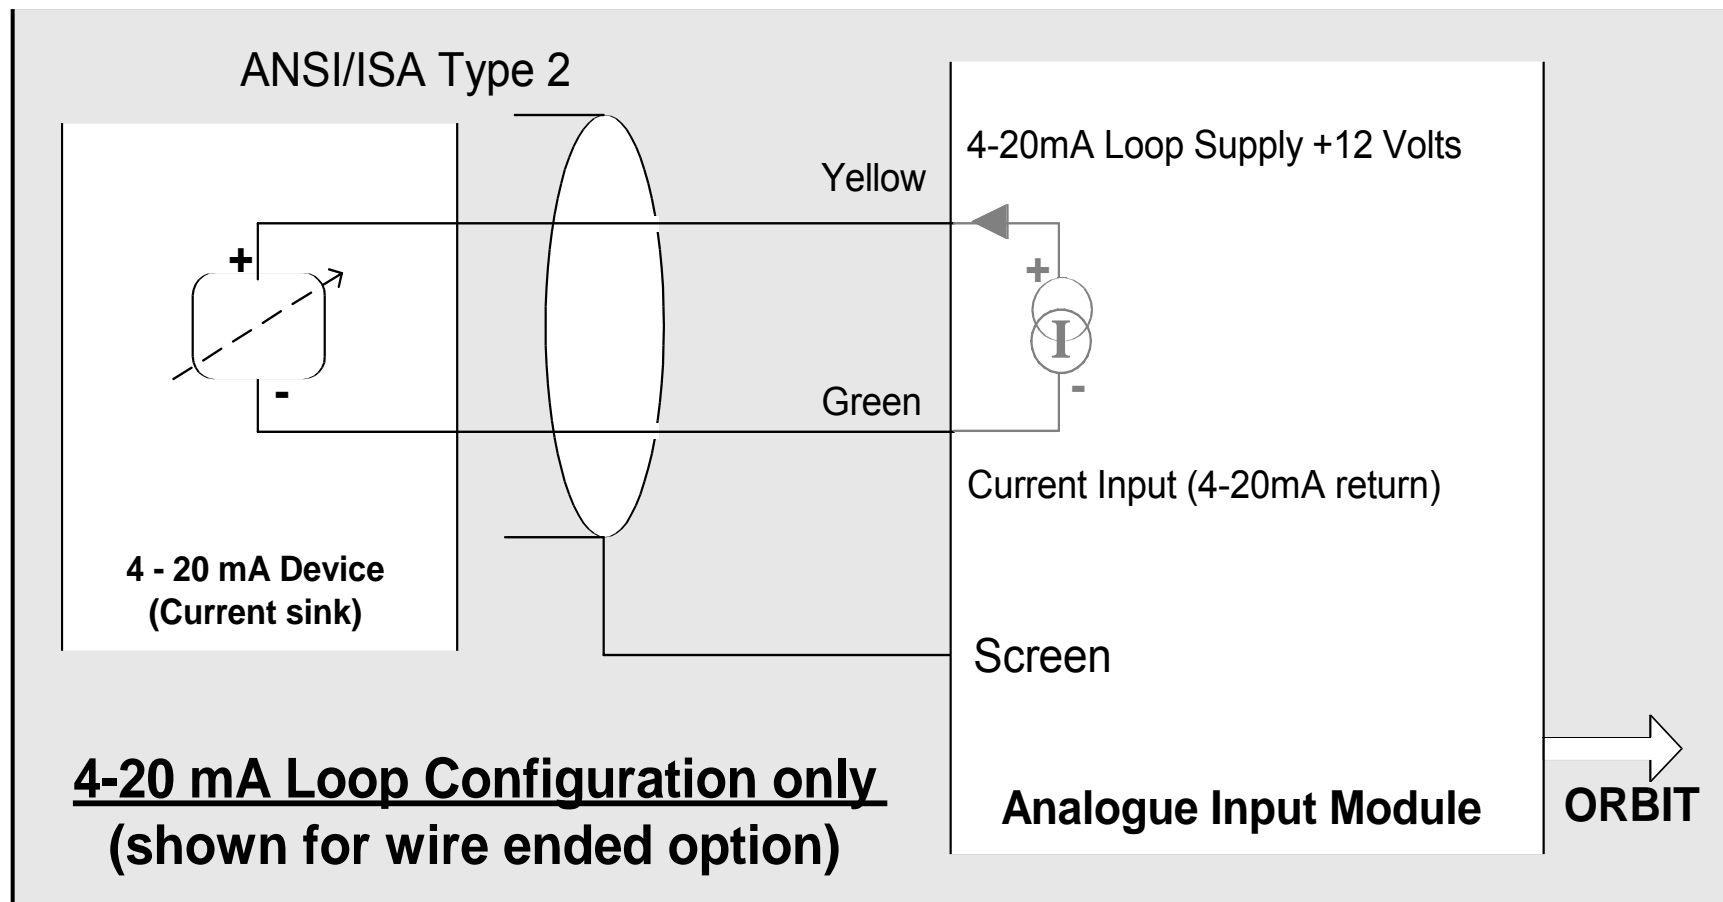 ANSI/ISA Type 2
4-20mA Loop Supply +12 Volts
Yellow
+
+
I
-
-
Green
Current Input (4-20mA return)
4 - 20 mA Device
(Current sink)
Screen
4-20 mA Loop Configuration only
(shown for wire ended option)
Analogue Input Module
ORBIT